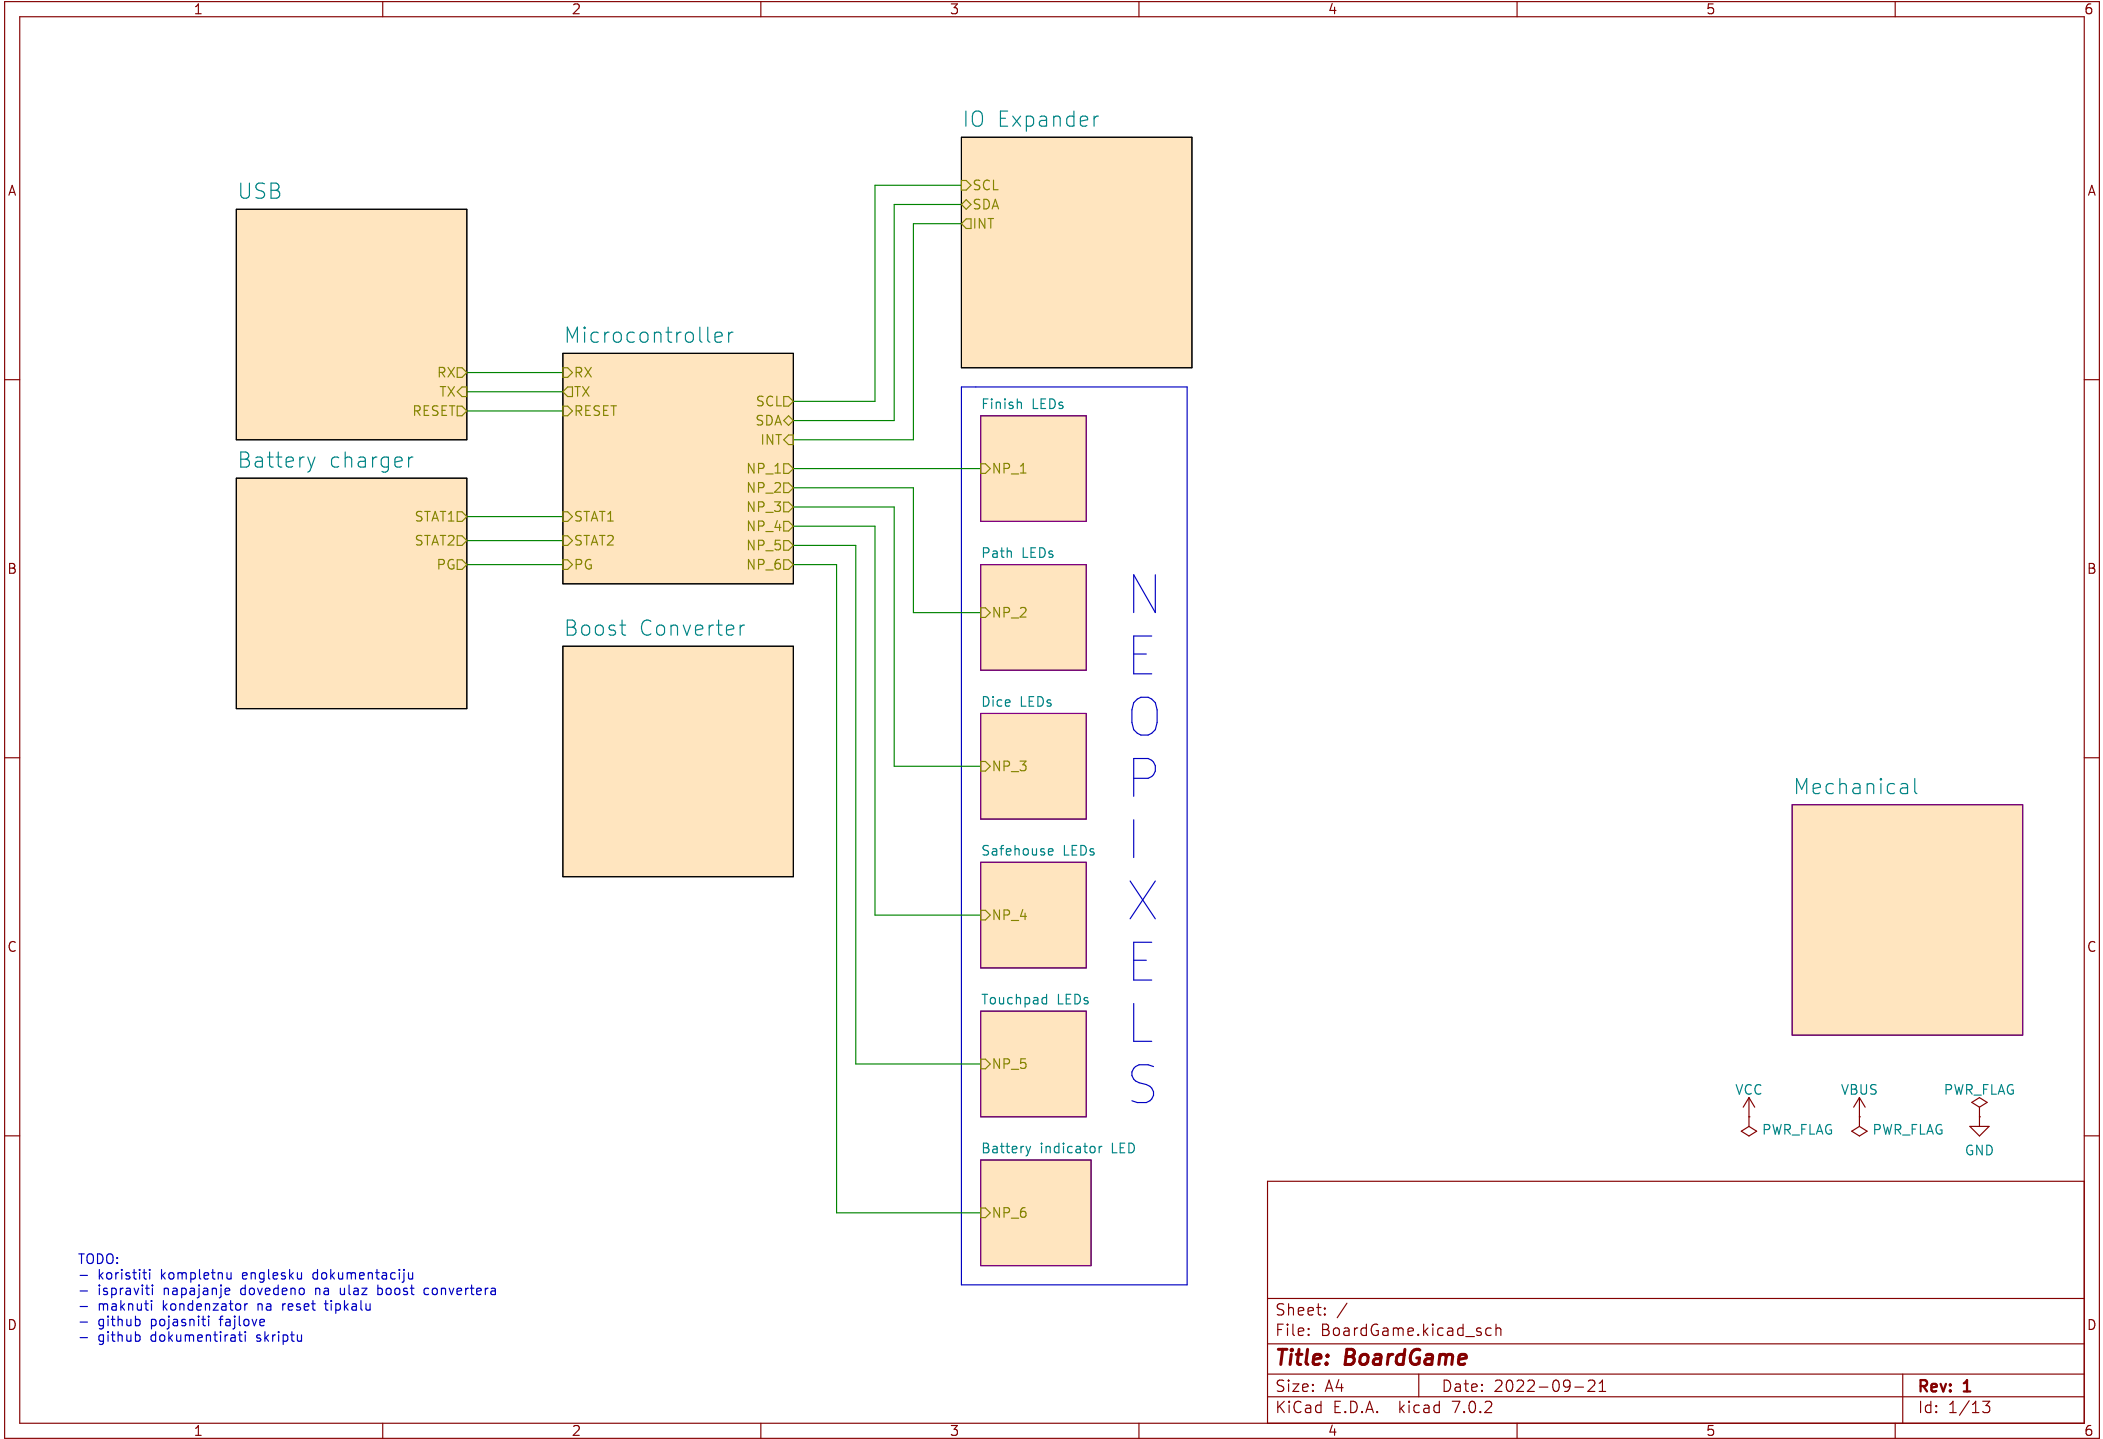 1 2 3 4 5 6
A
B
C
D
A
B
C
D
1 2 3 4 5 6
USB
RX
TX
RESET
Battery charger
STAT1
STAT2
PG
Microcontroller
RX
TX
RESET
STAT1
STAT2
PG
SCL
SDA
INT
NP_1
NP_2
NP_3
NP_4
NP_5
NP_6
Boost Converter
IO Expander
SCL
SDA
INT
Finish LEDs
NP_1
Path LEDs
NP_2
Dice LEDs
NP_3
Safehouse LEDs
NP_4
Touchpad LEDs
NP_5
Battery indicator LED
NP_6
N
E
O
P
I
X
E
L
S
Mechanical
VCC
PWR_FLAG
VBUS
PWR_FLAG
PWR_FLAG
GND
TODO:
- koristiti kompletnu englesku dokumentaciju
- ispraviti napajanje dovedeno na ulaz boost convertera
- maknuti kondenzator na reset tipkalu
- github pojasniti fajlove
- github dokumentirati skriptu
Sheet: /
File: BoardGame.kicad_sch
Title: BoardGame
Size: A4 Date: 2022-09-21 Rev: 1
KiCad E.D.A. kicad 7.0.2 Id: 1/13